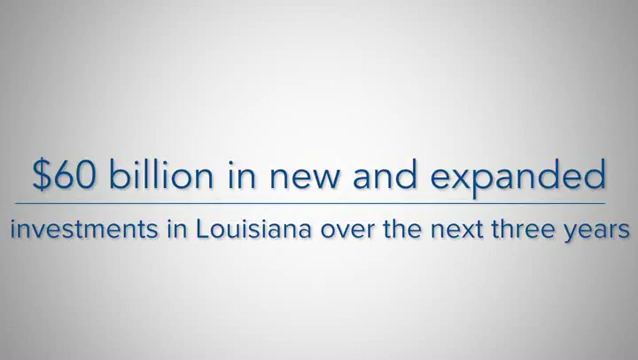 $60 billion in new and expanded
investments in Louisiana over the next three years